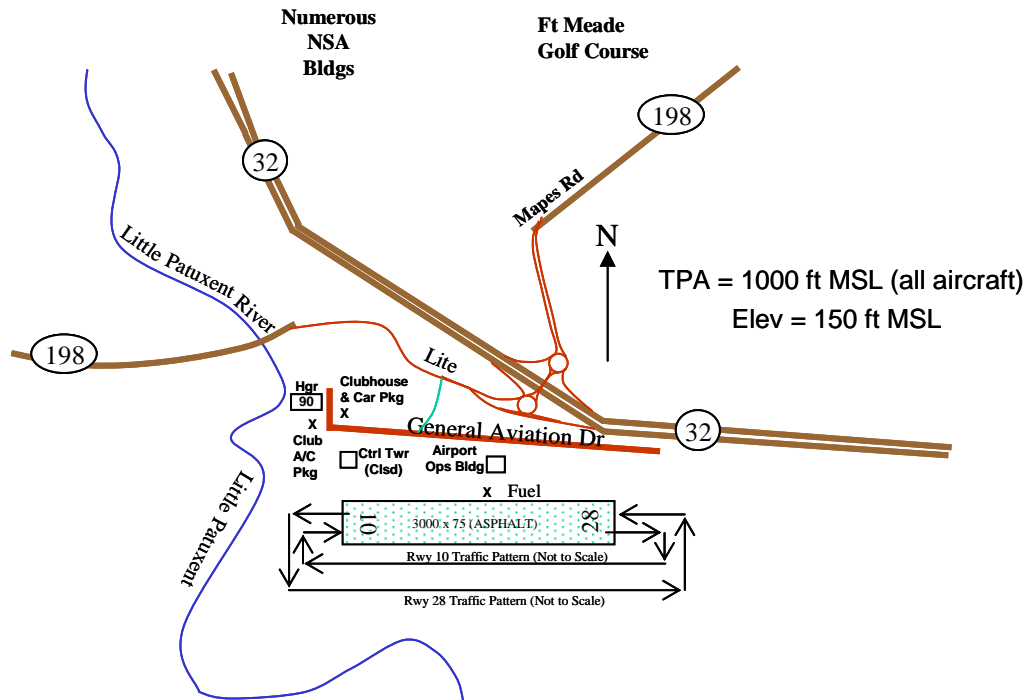 Numerous
NSA
Bldgs
Ft Meade
Golf Course
198
32
Mapes Rd
N
TPA = 1000 ft MSL (all aircraft)
Elev = 150 ft MSL
Little Patuxent River
198
Lite
Hgr
90
Clubhouse
& Car Pkg
X
X
Club
A/C
Pkg
General Aviation Dr
32
Ctrl Twr
(Clsd)
Airport
Ops Bldg
X Fuel
Little Patuxent
10
3000 x 75 (ASPHALT)
28
Rwy 10 Traffic Pattern (Not to Scale)
Rwy 28 Traffic Pattern (Not to Scale)